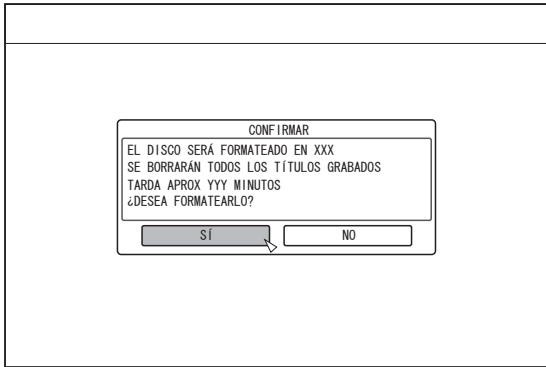 CONFIRMAR
EL DISCO SERÁ FORMATEADO EN XXX
SE BORRARÁN TODOS LOS TÍTULOS GRABADOS
TARDA APROX YYY MINUTOS
¿DESEA FORMATEARLO?
SÍ NO